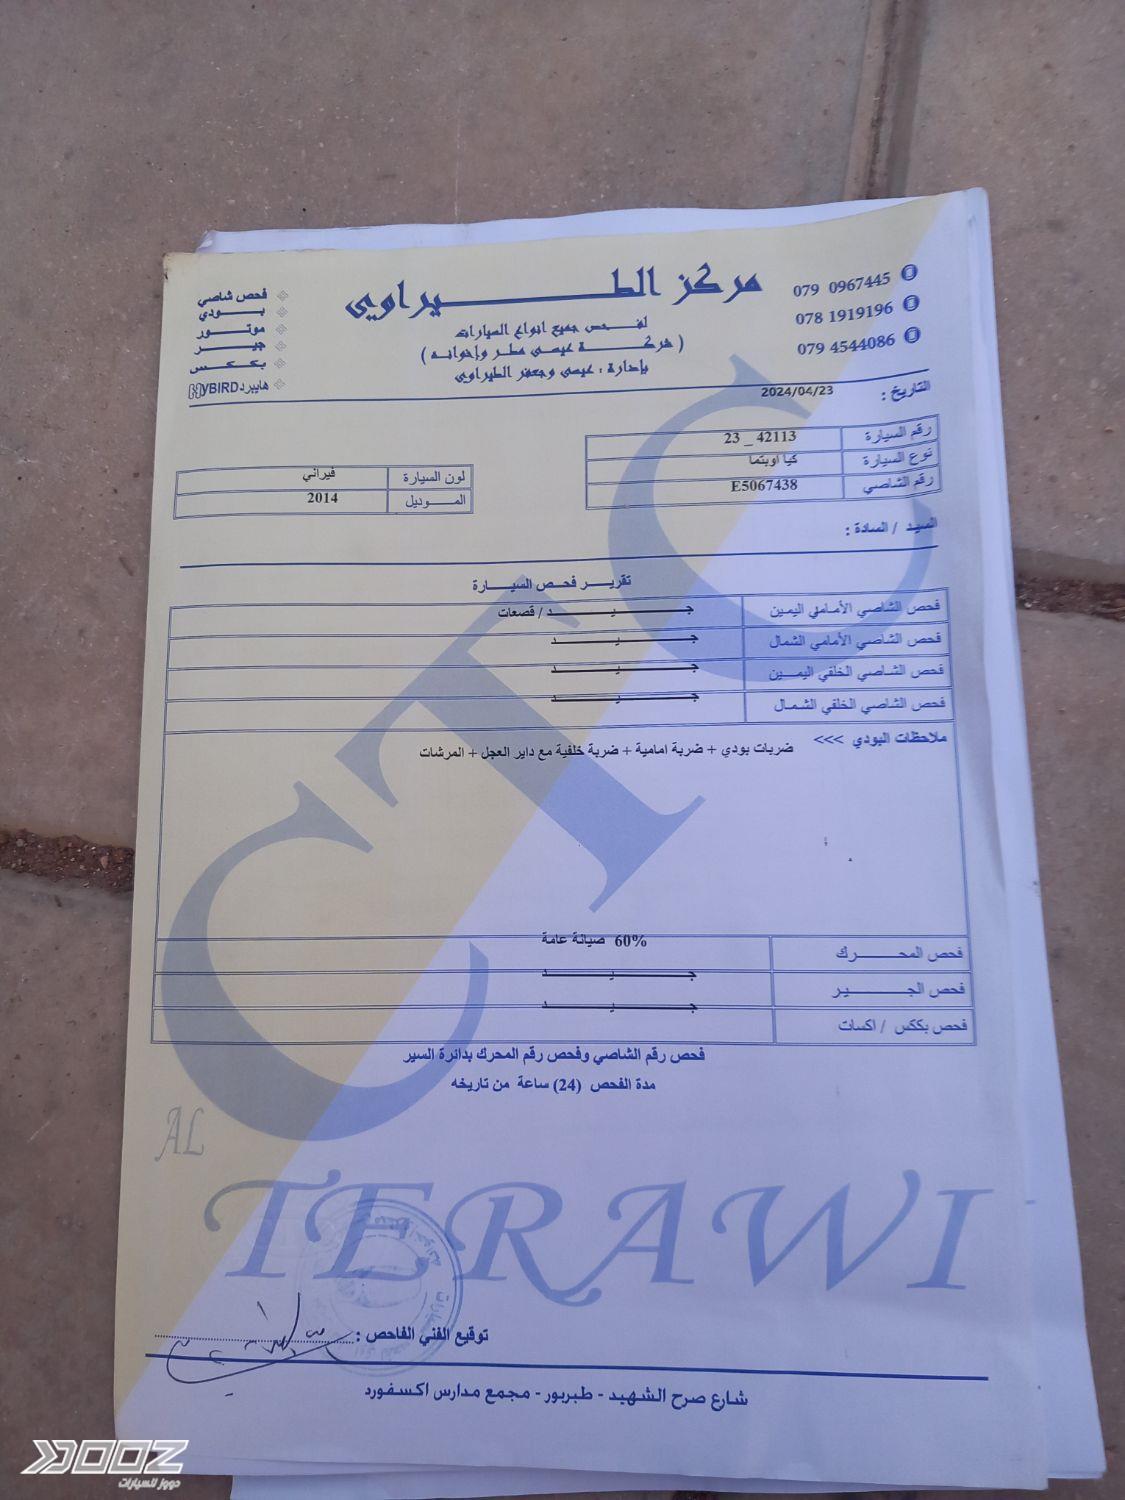 مركز الطيراوي
لفحص جميع انواع السيارات
( شركة عيسى مطر وإخوانه )
بإدارة : عيسى وجعفر الطيراوي
079 0967445
078 1919196
079 4544086
فحص شاصي
بودي
موتور
جير
بككس
هايبرد HYBIRD
التاريخ : 2024/04/23
رقم السيارة 42113 _ 23
نوع السيارة كيا اوبتما
رقم الشاصي E5067438
لون السيارة فيراني
الموديل 2014
السيد / السادة :
تقرير فحص السيارة
فحص الشاصي الأمامي اليمين جيد / قصعات
فحص الشاصي الأمامي الشمال جيد
فحص الشاصي الخلفي اليمين جيد
فحص الشاصي الخلفي الشمال جيد
ملاحظات البودي >>> ضربات بودي + ضربة امامية + ضربة خلفية مع داير العجل + المرشات
فحص المحرك 60% صيانة عامة
فحص الجير جيد
فحص بككس / اكسات جيد
فحص رقم الشاصي وفحص رقم المحرك بدائرة السير
مدة الفحص (24) ساعة من تاريخه
CTC
AL
TERAWI
توقيع الفني الفاحص :
شارع صرح الشهيد - طبربور - مجمع مدارس اكسفورد
DOOZ
دووز للسيارات